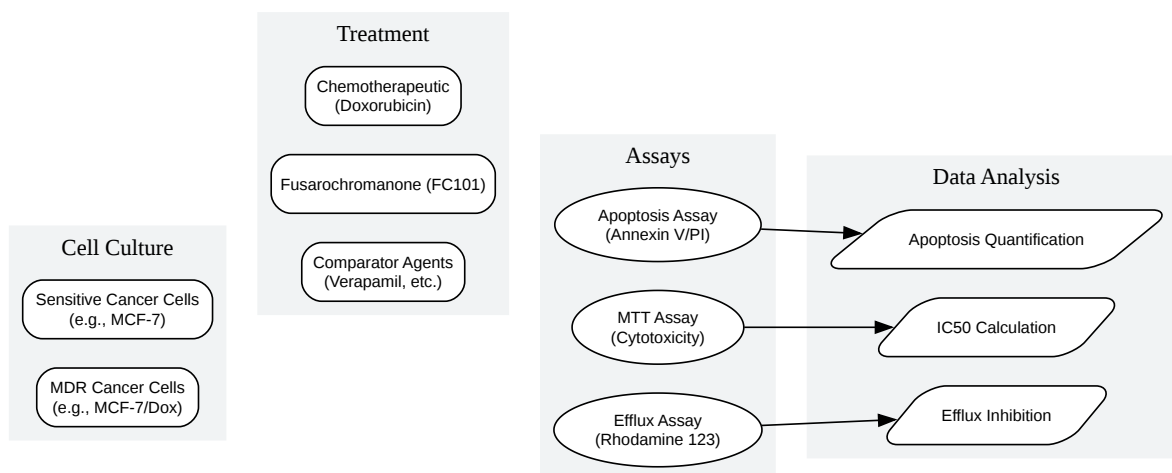 Cell Culture
Sensitive Cancer Cells
(e.g., MCF-7)
MDR Cancer Cells
(e.g., MCF-7/Dox)
Treatment
Chemotherapeutic
(Doxorubicin)
Fusarochromanone (FC101)
Comparator Agents
(Verapamil, etc.)
Assays
Apoptosis Assay
(Annexin V/PI)
MTT Assay
(Cytotoxicity)
Efflux Assay
(Rhodamine 123)
Data Analysis
Apoptosis Quantification
IC50 Calculation
Efflux Inhibition